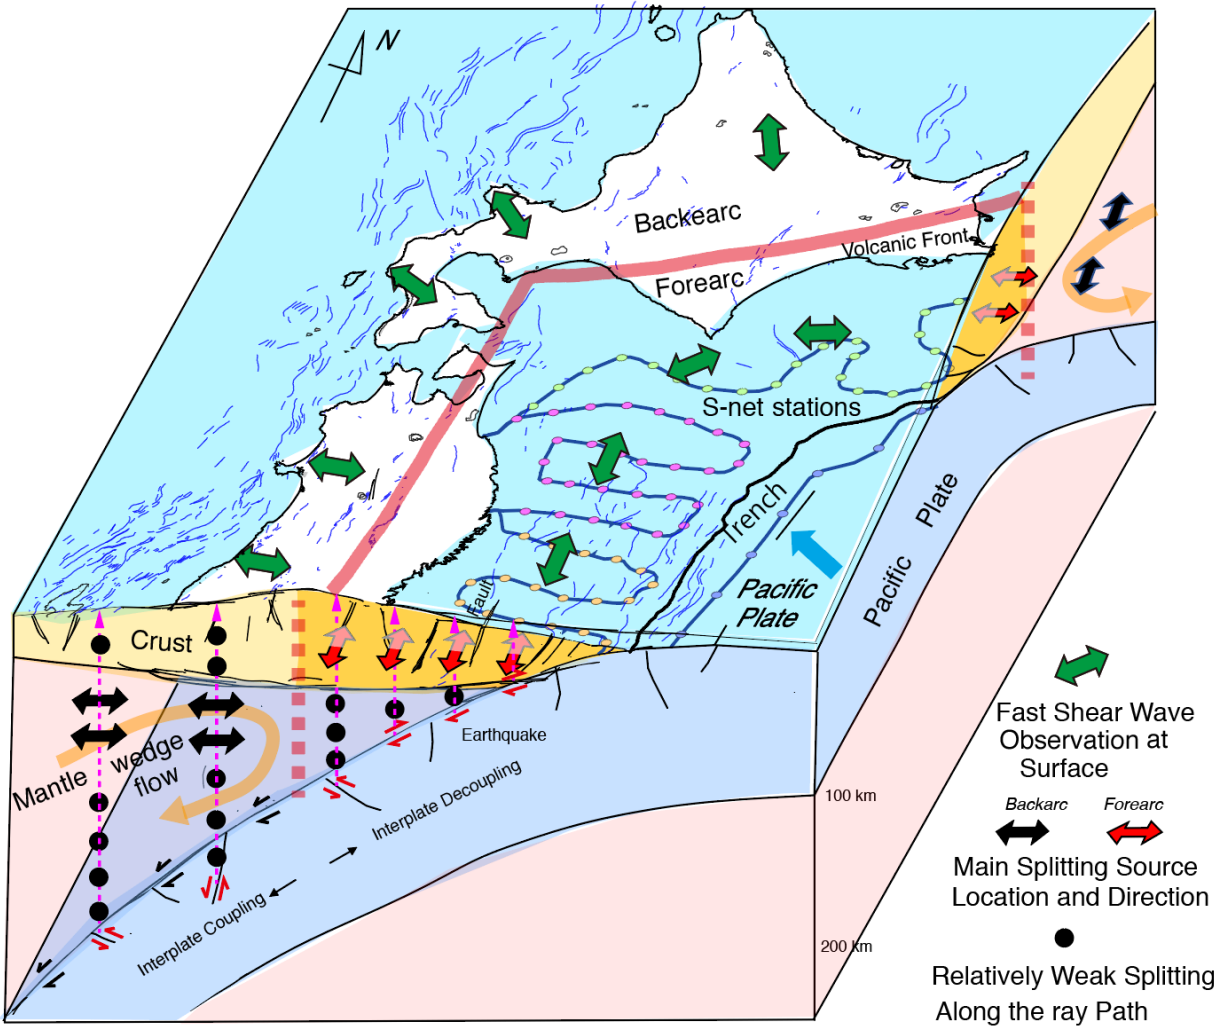 N
Backearc
Volcanic Front
Forearc
S-net stations
Trench
Pacific
Plate
Pacific
Plate
Fault
Crust
Mantle wedge
flow
Earthquake
Interplate Decoupling
Interplate Coupling
100 km
200 km
Fast Shear Wave
Observation at
Surface
Backarc Forearc
Main Splitting Source
Location and Direction
Relatively Weak Splitting
Along the ray Path